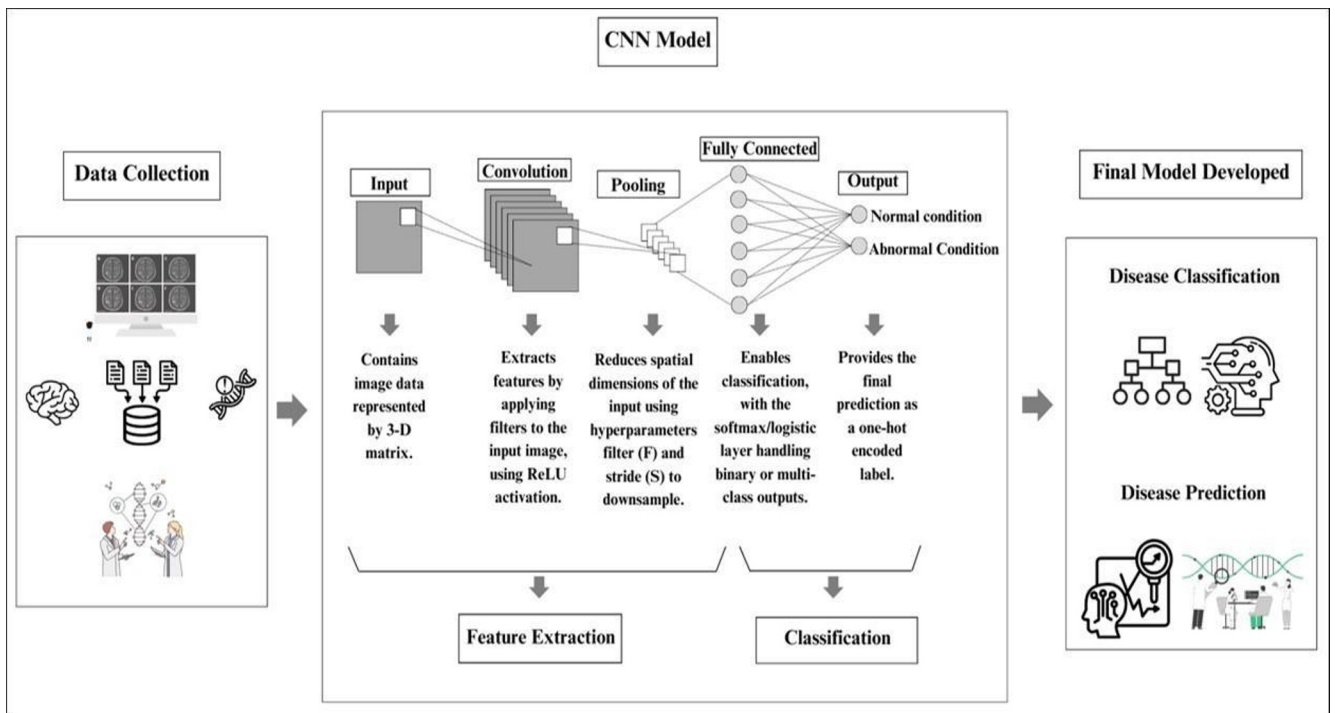 CNN Model
Data Collection
Input
Convolution
Pooling
Fully Connected
Output
Normal condition
Abnormal Condition
Contains
image data
represented
by 3-D
matrix.
Extracts
features by
applying
filters to the
input image,
using ReLU
activation.
Reduces spatial
dimensions of the
input using
hyperparameters
filter (F) and
stride (S) to
downsample.
Enables
classification,
with the
softmax/logistic
layer handling
binary or multi-
class outputs.
Provides the
final
prediction as
a one-hot
encoded
label.
Feature Extraction
Classification
Final Model Developed
Disease Classification
Disease Prediction